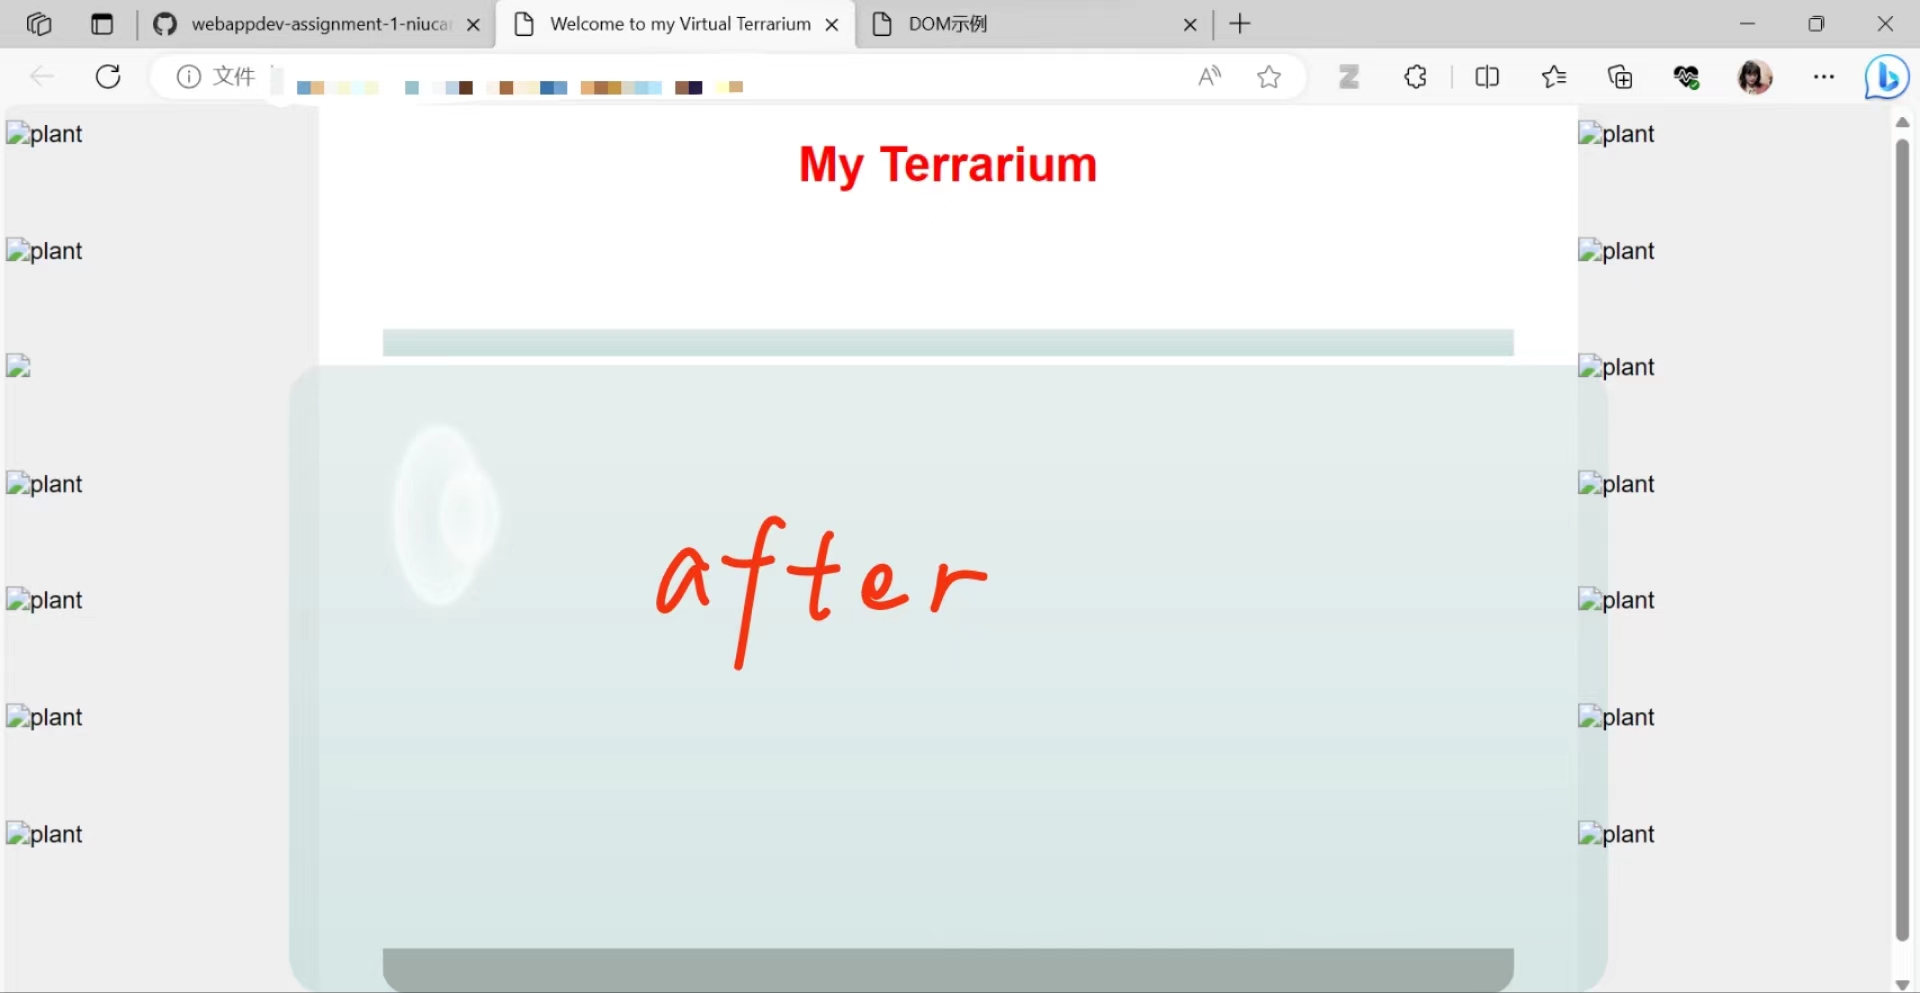 webappdev-assignment-1-niuca
Welcome to my Virtual Terrarium
DOM示例
文件
My Terrarium
plant plant
plant plant
plant
plant plant
plant plant
plant plant
plant plant
after